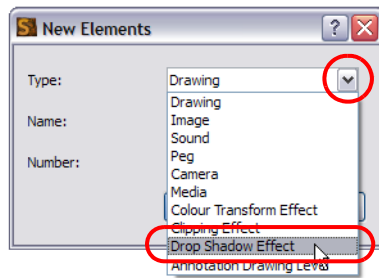 New Elements
Type:
Drawing
Name:
Number:
Drawing
Image
Sound
Peg
Camera
Media
Colour Transform Effect
Clipping Effect
Drop Shadow Effect
Annotation Drawing Level